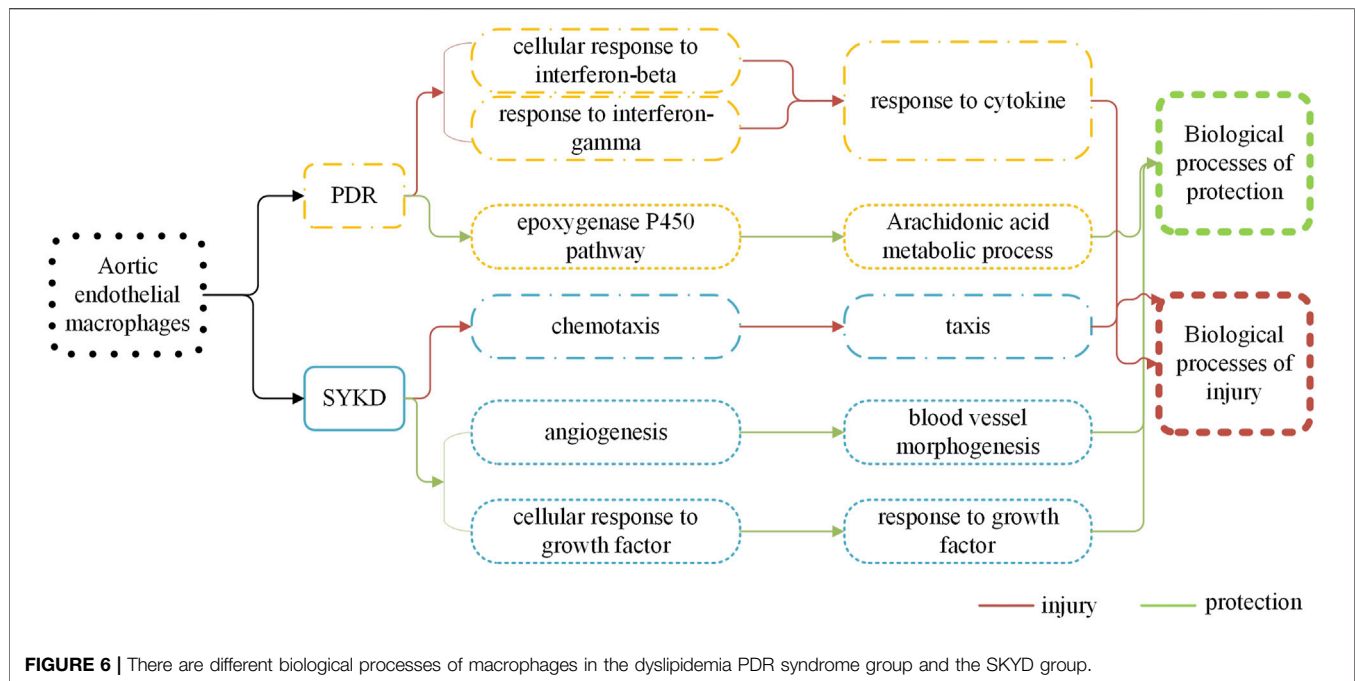 cellular response to
interferon-beta
response to interferon-
gamma
response to cytokine
PDR
epoxygenase P450
pathway
Arachidonic acid
metabolic process
Biological
processes of
protection
Aortic
endothelial
macrophages
chemotaxis
taxis
Biological
processes of
injury
SYKD
angiogenesis
blood vessel
morphogenesis
cellular response to
growth factor
response to growth
factor
injury
protection
FIGURE 6 | There are different biological processes of macrophages in the dyslipidemia PDR syndrome group and the SKYD group.